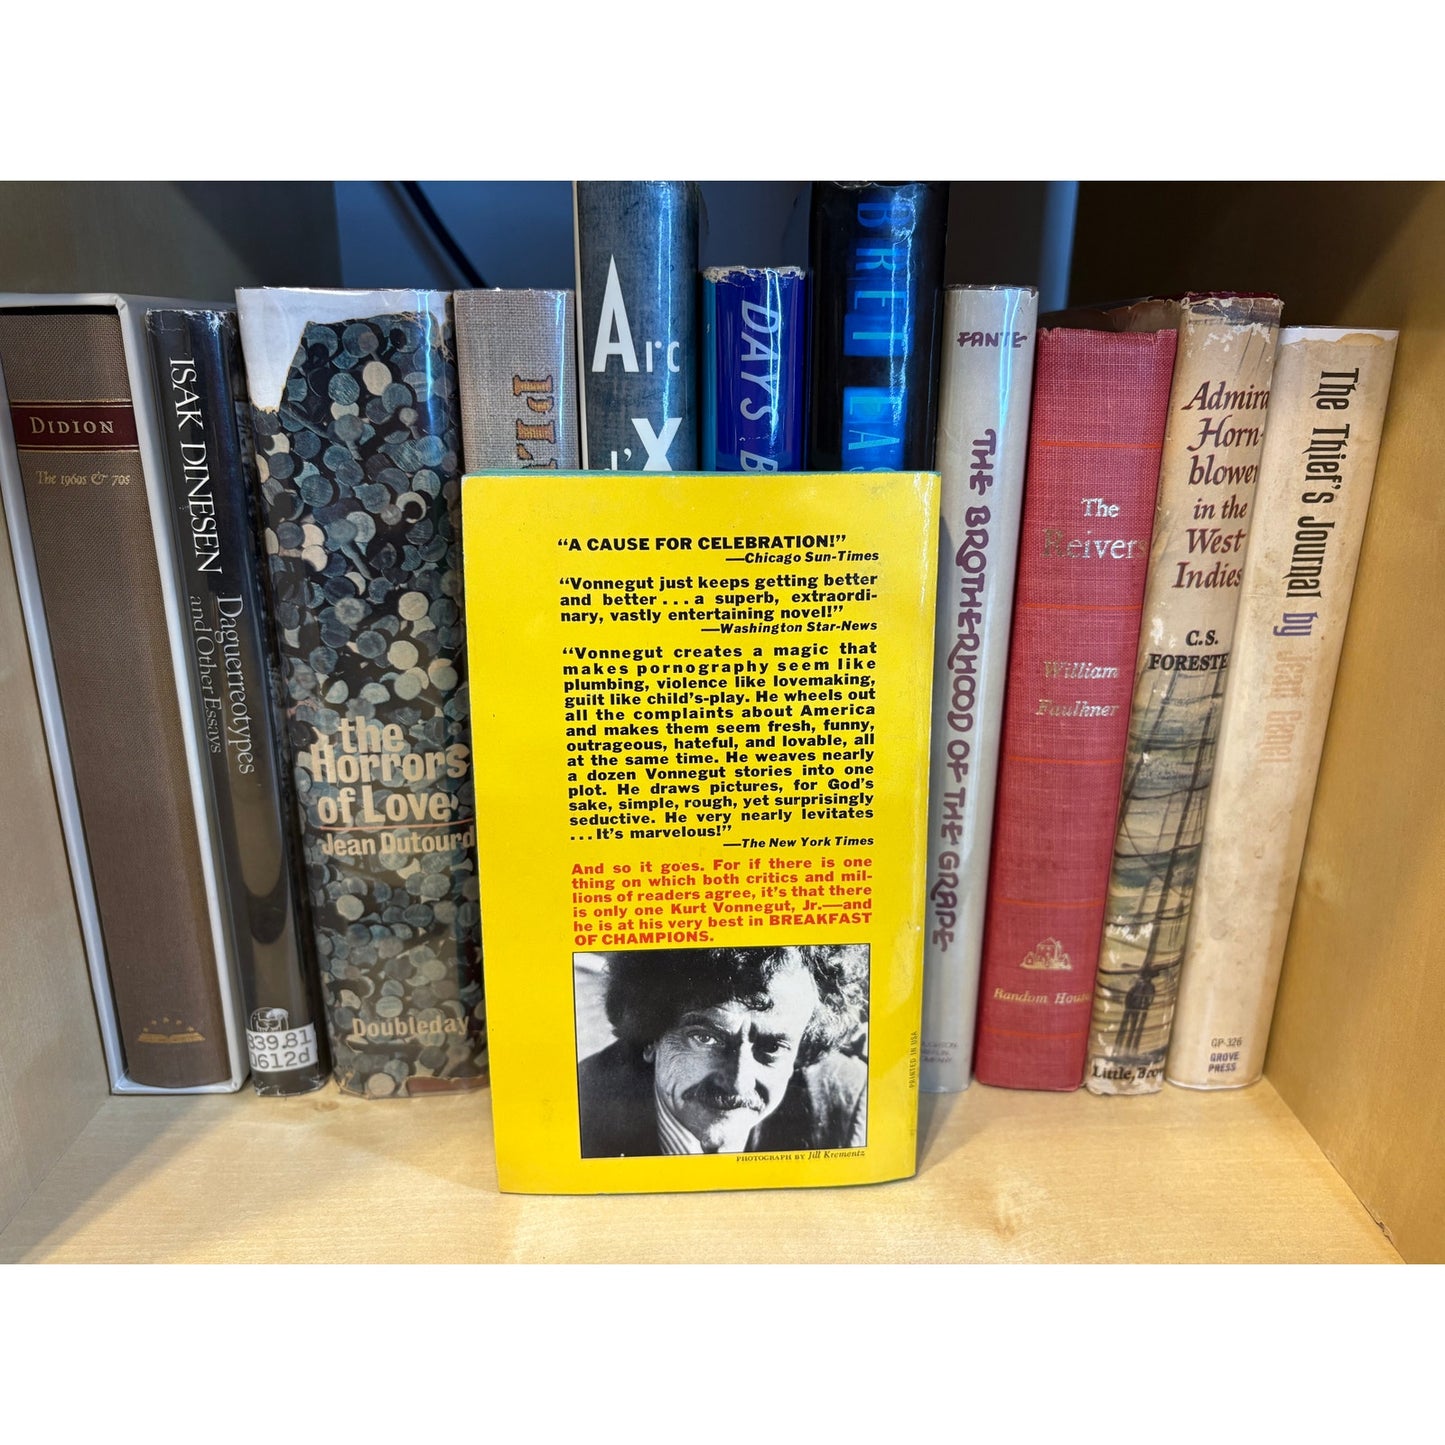 DIDION
The 1960s & 70s
ISAK DINESEN
Daguerreotypes
and Other Essays
839.81
D612d
the
Horrors
of Love
Jean Dutourd
Doubleday
Arc
d'X
DAYS B
BRET EAS
"A CAUSE FOR CELEBRATION!"
—Chicago Sun-Times
"Vonnegut just keeps getting better
and better ... a superb, extraordi-
nary, vastly entertaining novel!"
—Washington Star-News
"Vonnegut creates a magic that
makes pornography seem like
plumbing, violence like lovemaking,
guilt like child's-play. He wheels out
all the complaints about America
and makes them seem fresh, funny,
outrageous, hateful, and lovable, all
at the same time. He weaves nearly
a dozen Vonnegut stories into one
plot. He draws pictures, for God's
sake, simple, rough, yet surprisingly
seductive. He very nearly levitates
... It's marvelous!"
—The New York Times
And so it goes. For if there is one
thing on which both critics and mil-
lions of readers agree, it's that there
is only one Kurt Vonnegut, Jr.—and
he is at his very best in BREAKFAST
OF CHAMPIONS.
PHOTOGRAPH BY Jill Krementz
PRINTED IN USA
FANTE
THE BROTHERHOOD OF THE GRAPE
The
Reivers
William
Faulkner
Random House
Admiral
Horn-
blower
in the
West
Indies
C.S.
FORESTE
Little, Brow
The Thief's Journal by Jean Genet
GP-326
GROVE
PRESS